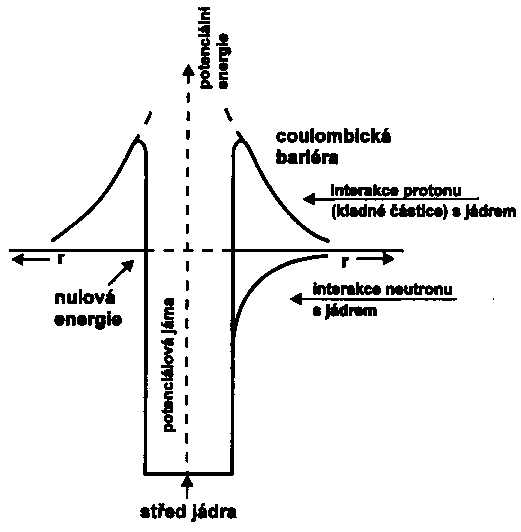 potenciální
energie
coulombická
bariéra
interakce protonu
(kladné částice) s jádrem
r
r
nulová
energie
interakce neutronu
s jádrem
potenciálová jáma
střed jádra